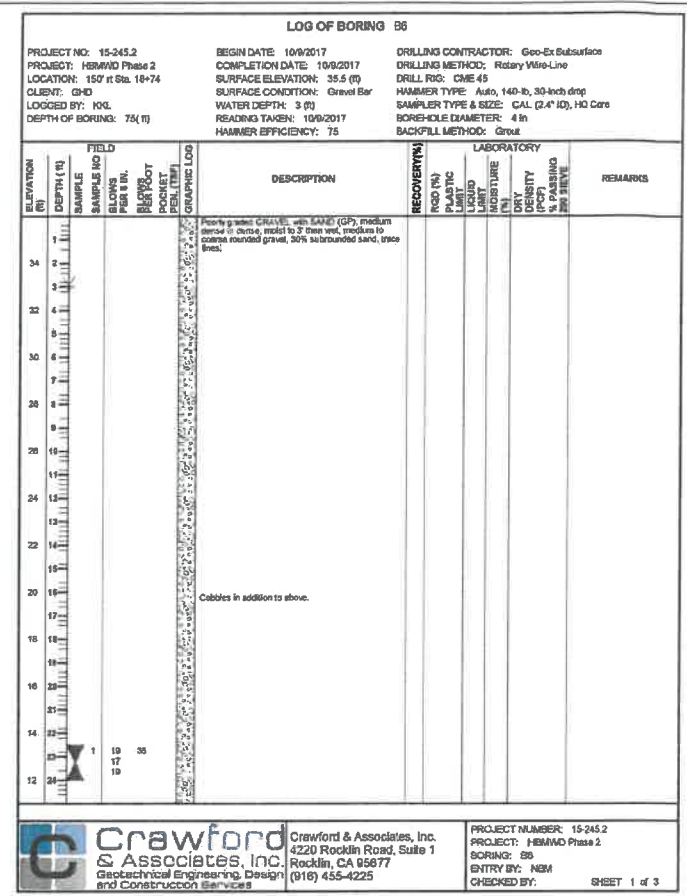 LOG OF BORING B6
PROJECT NO: 15-245.2
PROJECT: HBMWD Phase 2
LOCATION: 150' rt Sta. 18+74
CLIENT: GHD
LOGGED BY: KKL
DEPTH OF BORING: 75( ft)
BEGIN DATE: 10/9/2017
COMPLETION DATE: 10/9/2017
SURFACE ELEVATION: 35.5 (ft)
SURFACE CONDITION: Gravel Bar
WATER DEPTH: 3 (ft)
READING TAKEN: 10/9/2017
HAMMER EFFICIENCY: 75
DRILLING CONTRACTOR: Geo-Ex Subsurface
DRILLING METHOD: Rotary Wire-Line
DRILL RIG: CME 45
HAMMER TYPE: Auto, 140-lb, 30-inch drop
SAMPLER TYPE & SIZE: CAL (2.4" ID), HQ Core
BOREHOLE DIAMETER: 4 in
BACKFILL METHOD: Grout
FIELD
LABORATORY
ELEVATION (ft)
DEPTH (ft)
SAMPLE
SAMPLE NO
BLOWS PER 6 IN.
BLOWS PER FOOT
POCKET PEN. (TSF)
GRAPHIC LOG
DESCRIPTION
RECOVERY(%)
RQD (%)
PLASTIC LIMIT
LIQUID LIMIT
MOISTURE (%)
DRY DENSITY (PCF)
% PASSING 200 SIEVE
REMARKS
Poorly graded GRAVEL with SAND (GP), medium
dense to dense, moist to 3' then wet, medium to
coarse rounded gravel, 30% subrounded sand, trace
fines.
1
34 2
3
32 4
5
30 6
7
28 8
9
26 10
11
24 12
13
22 14
15
20 16
Cobbles in addition to above.
17
18 18
19
16 20
21
14 22
23 1 19 36
17
19
12 24
Crawford
& Associates, Inc.
Geotechnical Engineering, Design
and Construction Services
Crawford & Associates, Inc.
4220 Rocklin Road, Suite 1
Rocklin, CA 95677
(916) 455-4225
PROJECT NUMBER: 15-245.2
PROJECT: HBMWD Phase 2
BORING: B6
ENTRY BY: NGM
CHECKED BY: SHEET 1 of 3